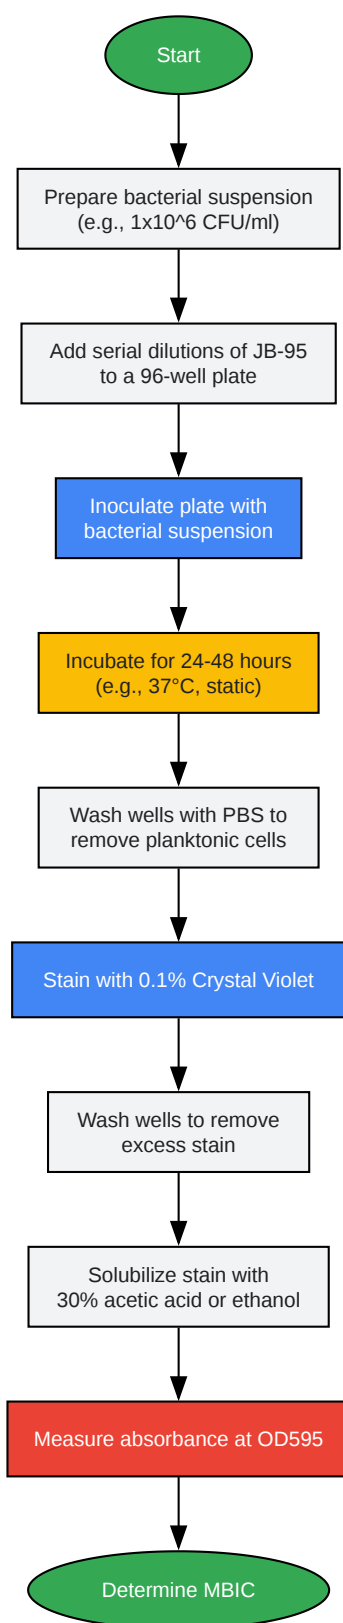 Start
Prepare bacterial suspension
(e.g., 1x10^6 CFU/ml)
Add serial dilutions of JB-95
to a 96-well plate
Inoculate plate with
bacterial suspension
Incubate for 24-48 hours
(e.g., 37°C, static)
Wash wells with PBS to
remove planktonic cells
Stain with 0.1% Crystal Violet
Wash wells to remove
excess stain
Solubilize stain with
30% acetic acid or ethanol
Measure absorbance at OD595
Determine MBIC